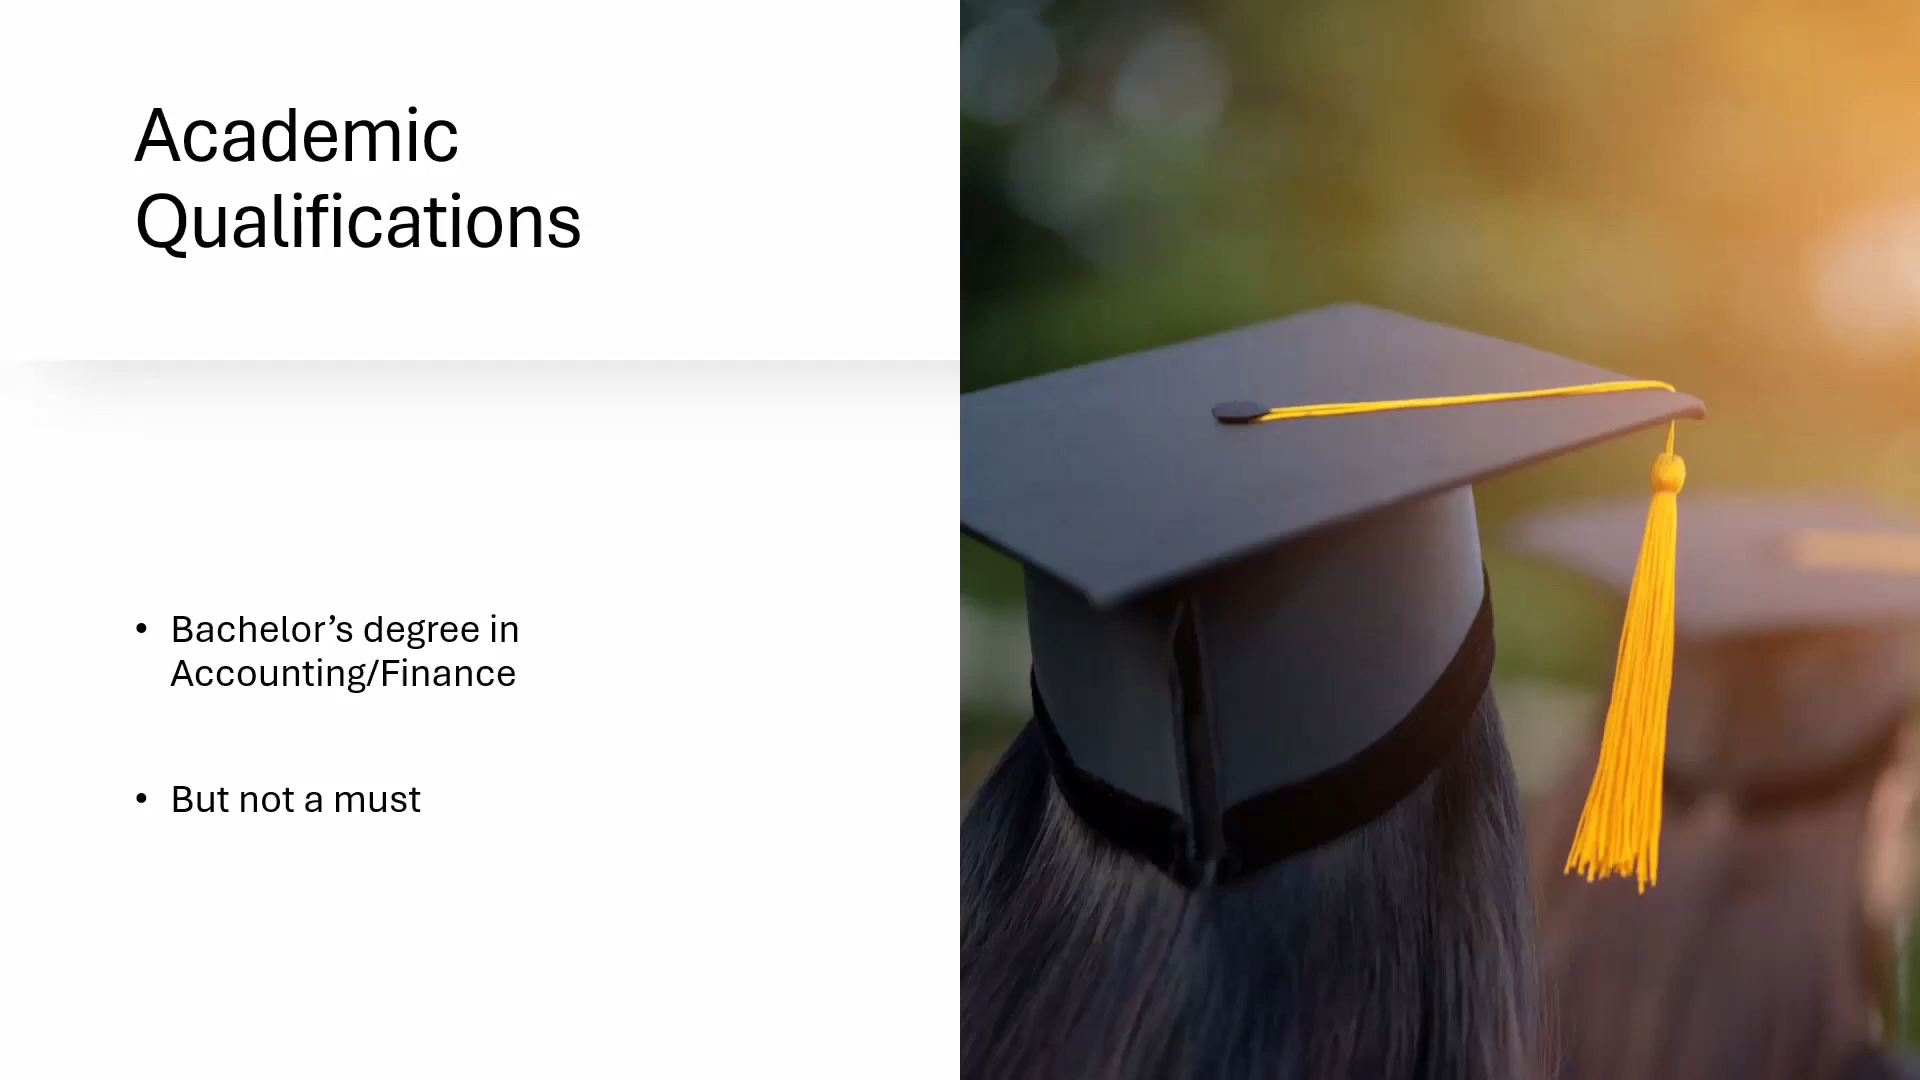 Academic
Qualifications
• Bachelor’s degree in
Accounting/Finance
• But not a must